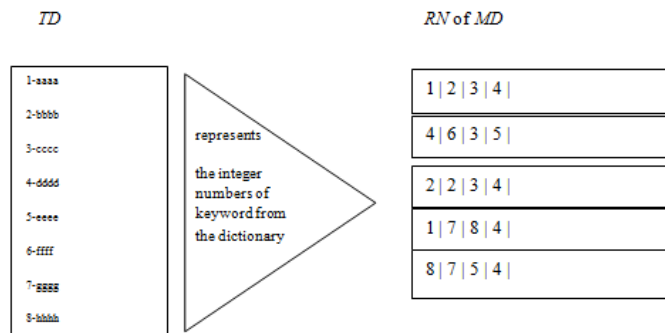 TD
RN of MD
1-aaaa
2-bbbb
3-cccc
4-dddd
5-eeee
6-ffff
7-gggg
8-hhhh
represents
the integer
numbers of
keyword from
the dictionary
1 | 2 | 3 | 4 |
4 | 6 | 3 | 5 |
2 | 2 | 3 | 4 |
1 | 7 | 8 | 4 |
8 | 7 | 5 | 4 |